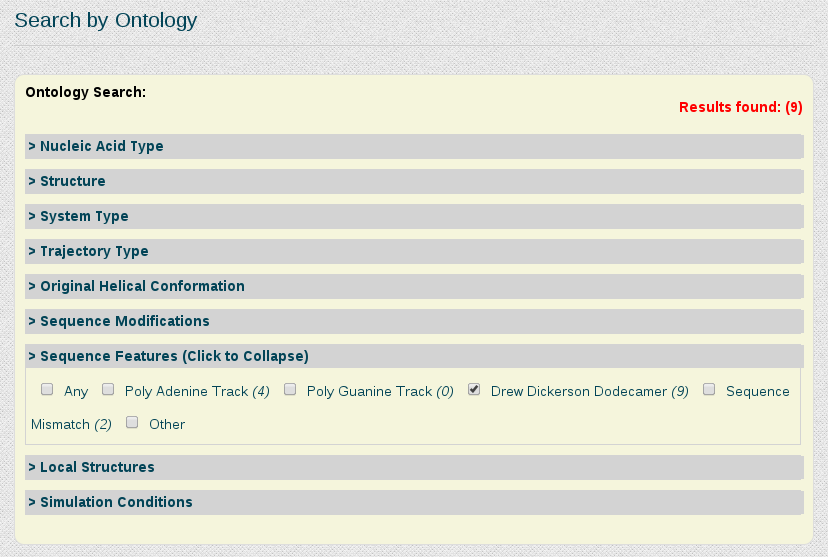 Search by Ontology
Ontology Search:
Results found: (9)
> Nucleic Acid Type
> Structure
> System Type
> Trajectory Type
> Original Helical Conformation
> Sequence Modifications
> Sequence Features (Click to Collapse)
Any Poly Adenine Track (4) Poly Guanine Track (0) Drew Dickerson Dodecamer (9) Sequence
Mismatch (2) Other
> Local Structures
> Simulation Conditions